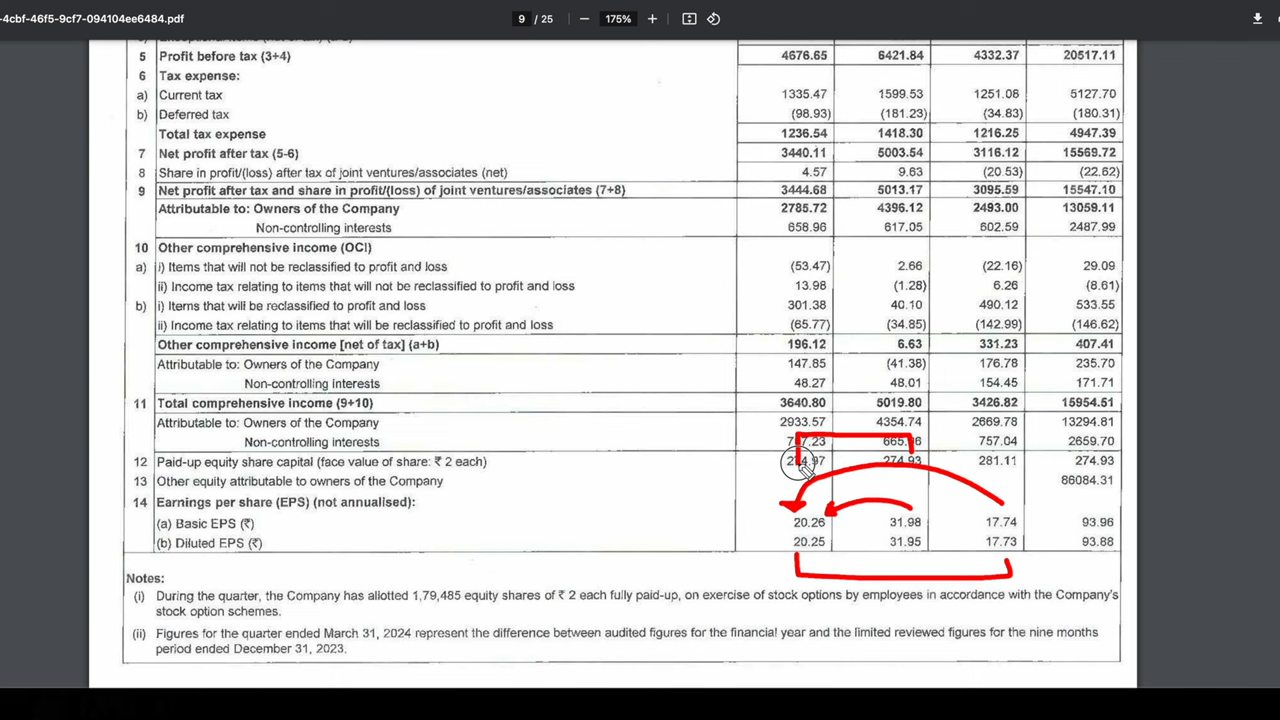 -4cbf-46f5-9cf7-094104ee6484.pdf 9 / 25 175%
5 Profit before tax (3+4) 4676.65 6421.84 4332.37 20517.11
6 Tax expense:
a) Current tax 1335.47 1599.53 1251.08 5127.70
b) Deferred tax (98.93) (181.23) (34.83) (180.31)
Total tax expense 1236.54 1418.30 1216.25 4947.39
7 Net profit after tax (5-6) 3440.11 5003.54 3116.12 15569.72
8 Share in profit/(loss) after tax of joint ventures/associates (net) 4.57 9.63 (20.53) (22.62)
9 Net profit after tax and share in profit/(loss) of joint ventures/associates (7+8) 3444.68 5013.17 3095.59 15547.10
Attributable to: Owners of the Company 2785.72 4396.12 2493.00 13059.11
Non-controlling interests 658.96 617.05 602.59 2487.99
10 Other comprehensive income (OCI)
a) i) Items that will not be reclassified to profit and loss (53.47) 2.66 (22.16) 29.09
ii) Income tax relating to items that will not be reclassified to profit and loss 13.98 (1.28) 6.26 (8.61)
b) i) Items that will be reclassified to profit and loss 301.38 40.10 490.12 533.55
ii) Income tax relating to items that will be reclassified to profit and loss (65.77) (34.85) (142.99) (146.62)
Other comprehensive income [net of tax] (a+b) 196.12 6.63 331.23 407.41
Attributable to: Owners of the Company 147.85 (41.38) 176.78 235.70
Non-controlling interests 48.27 48.01 154.45 171.71
11 Total comprehensive income (9+10) 3640.80 5019.80 3426.82 15954.51
Attributable to: Owners of the Company 2933.57 4354.74 2669.78 13294.81
Non-controlling interests 757.04 2659.70
12 Paid-up equity share capital (face value of share: ₹ 2 each) 274.93 281.11 274.93
13 Other equity attributable to owners of the Company 86084.31
14 Earnings per share (EPS) (not annualised):
(a) Basic EPS (₹) 20.26 31.98 17.74 93.96
(b) Diluted EPS (₹) 20.25 31.95 17.73 93.88
Notes:
(i) During the quarter, the Company has allotted 1,79,485 equity shares of ₹ 2 each fully paid-up, on exercise of stock options by employees in accordance with the Company's
stock option schemes.
(ii) Figures for the quarter ended March 31, 2024 represent the difference between audited figures for the financial year and the limited reviewed figures for the nine months
period ended December 31, 2023.